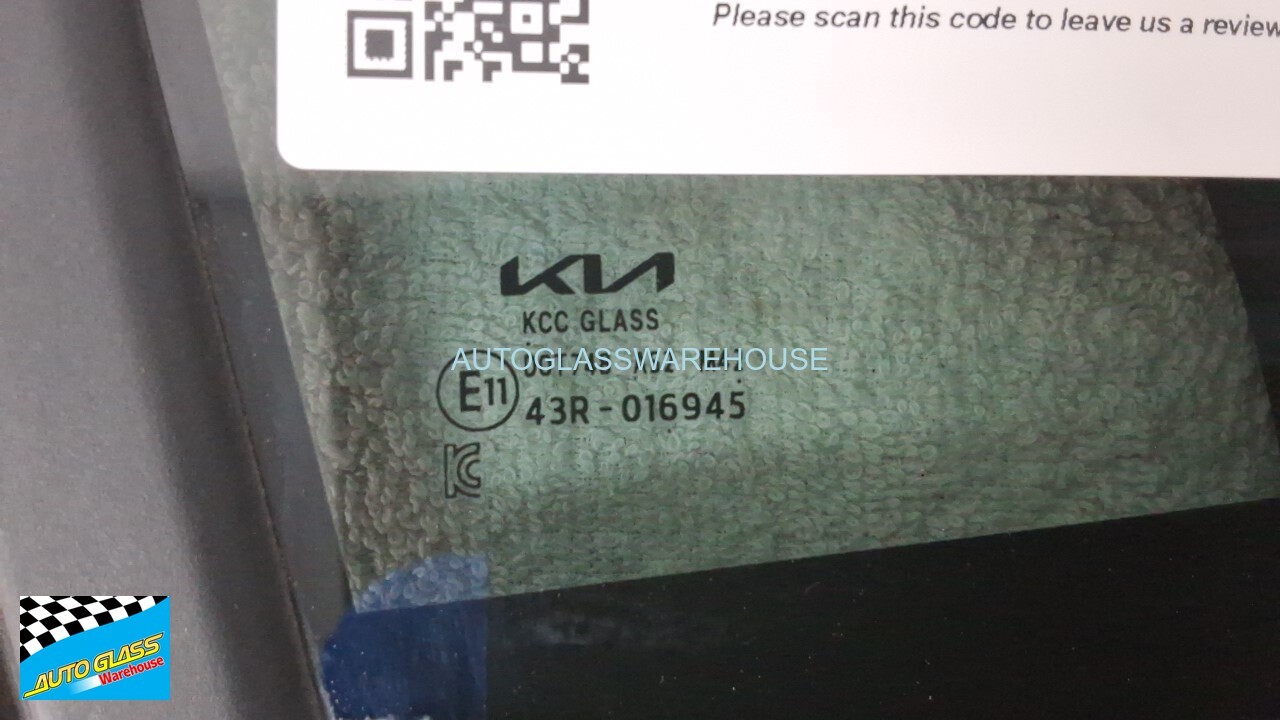 Please scan this code to leave us a review
KIA
KCC GLASS
AUTOGLASSWAREHOUSE
E11
43R - 016945
KC
AUTO GLASS
Warehouse